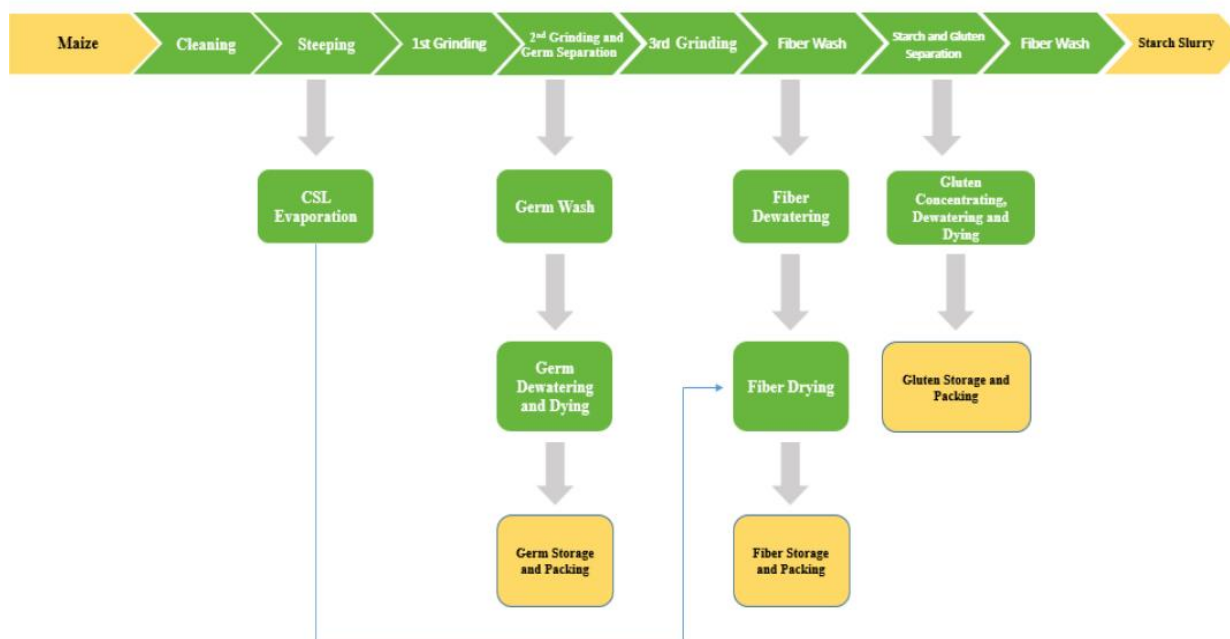 Maize
Cleaning
Steeping
1st Grinding
2nd Grinding and
Germ Separation
3rd Grinding
Fiber Wash
Starch and Gluten
Separation
Fiber Wash
Starch Slurry
CSL
Evaporation
Germ Wash
Fiber
Dewatering
Gluten
Concentrating,
Dewatering and
Dying
Germ
Dewatering
and Dying
Fiber Drying
Gluten Storage and
Packing
Germ Storage
and Packing
Fiber Storage
and Packing